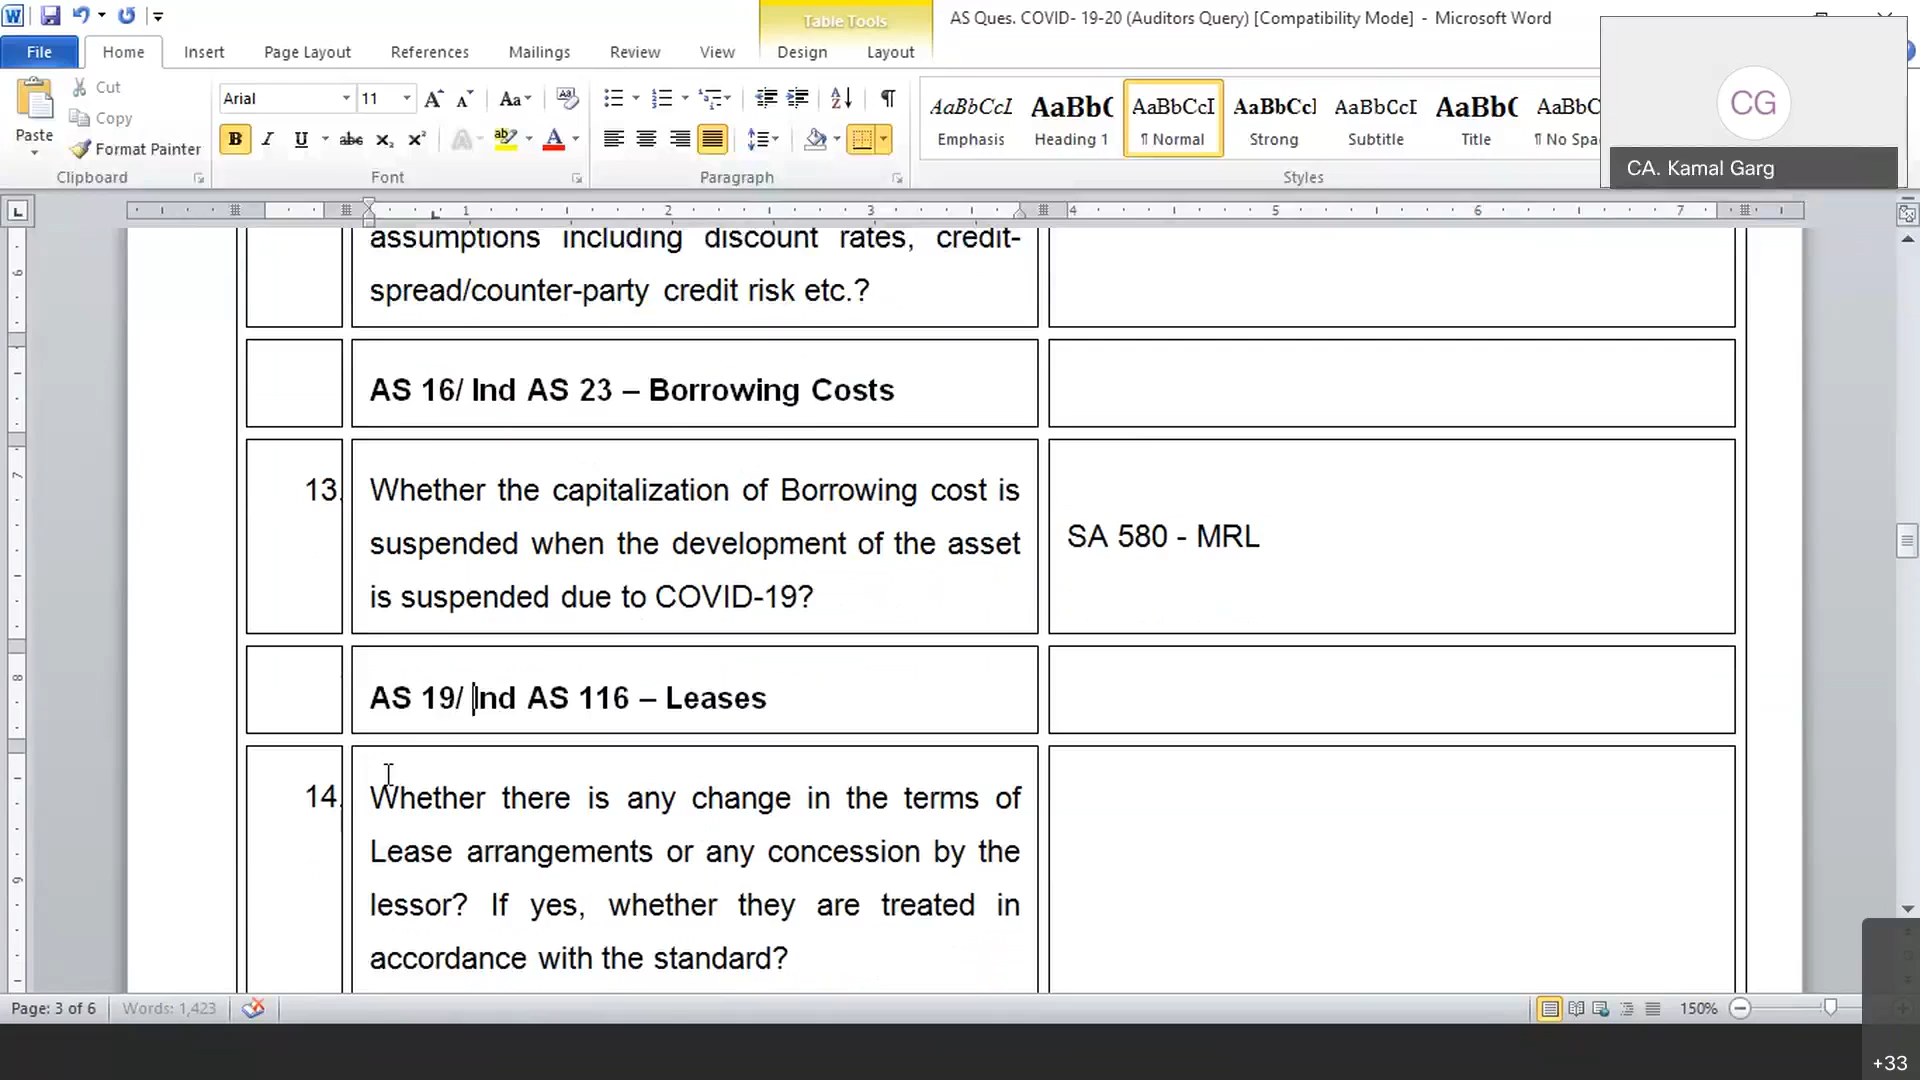 Table Tools
AS Ques. COVID- 19-20 (Auditors Query) [Compatibility Mode] - Microsoft Word
File Home Insert Page Layout References Mailings Review View Design Layout
Paste
Cut
Copy
Format Painter
Clipboard
Arial 11
Font
Paragraph
AaBbCcI AaBb( AaBbCcI AaBbCcl AaBbCcI AaBb( AaBbC
Emphasis Heading 1 ¶ Normal Strong Subtitle Title ¶ No Spa
Styles
CG
CA. Kamal Garg
1 2 3 4 5 6 7
assumptions including discount rates, credit-
spread/counter-party credit risk etc.?
AS 16/ Ind AS 23 – Borrowing Costs
13. Whether the capitalization of Borrowing cost is
suspended when the development of the asset
is suspended due to COVID-19?
SA 580 - MRL
AS 19/ Ind AS 116 – Leases
14. Whether there is any change in the terms of
Lease arrangements or any concession by the
lessor? If yes, whether they are treated in
accordance with the standard?
Page: 3 of 6 Words: 1,423 150%
+33